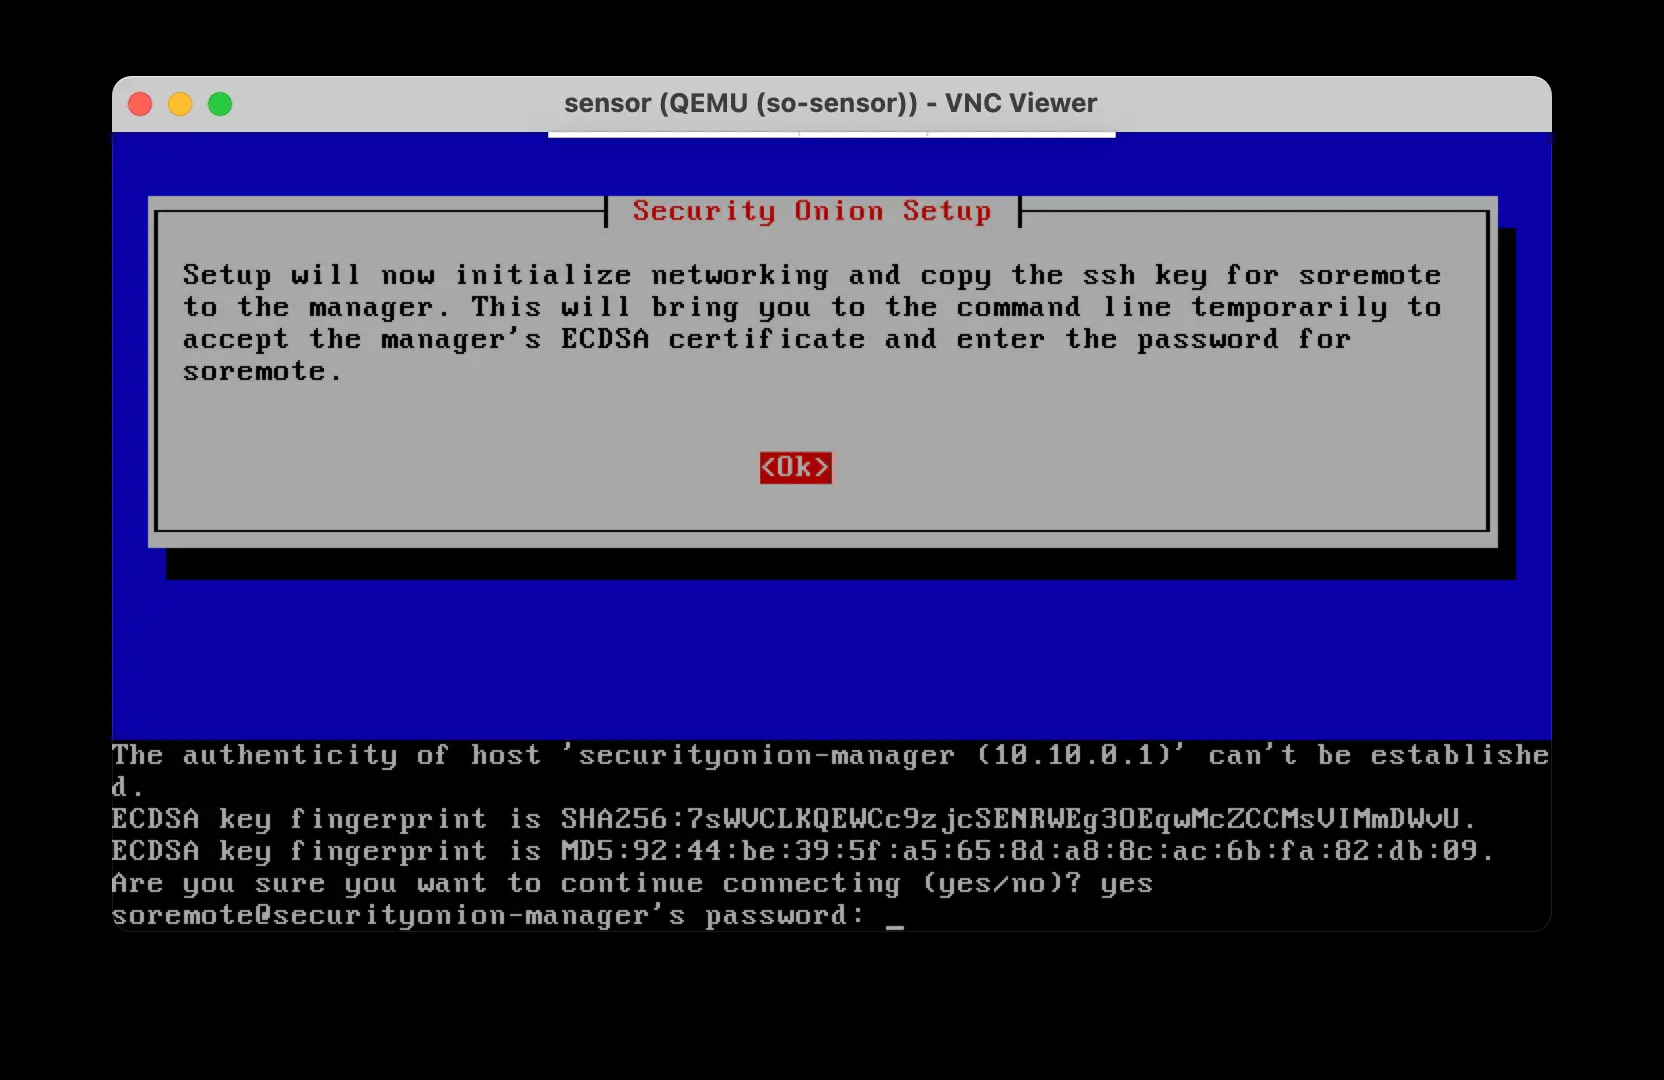 sensor (QEMU (so-sensor)) - VNC Viewer
Security Onion Setup
Setup will now initialize networking and copy the ssh key for soremote
to the manager. This will bring you to the command line temporarily to
accept the manager's ECDSA certificate and enter the password for
soremote.
<Ok>
The authenticity of host 'securityonion-manager (10.10.0.1)' can't be establishe
d.
ECDSA key fingerprint is SHA256:7sWVCLKQEWCc9zjcSENRWEg3OEqwMcZCCMsVIMmDWvU.
ECDSA key fingerprint is MD5:92:44:be:39:5f:a5:65:8d:a8:8c:ac:6b:fa:82:db:09.
Are you sure you want to continue connecting (yes/no)? yes
soremote@securityonion-manager's password: _